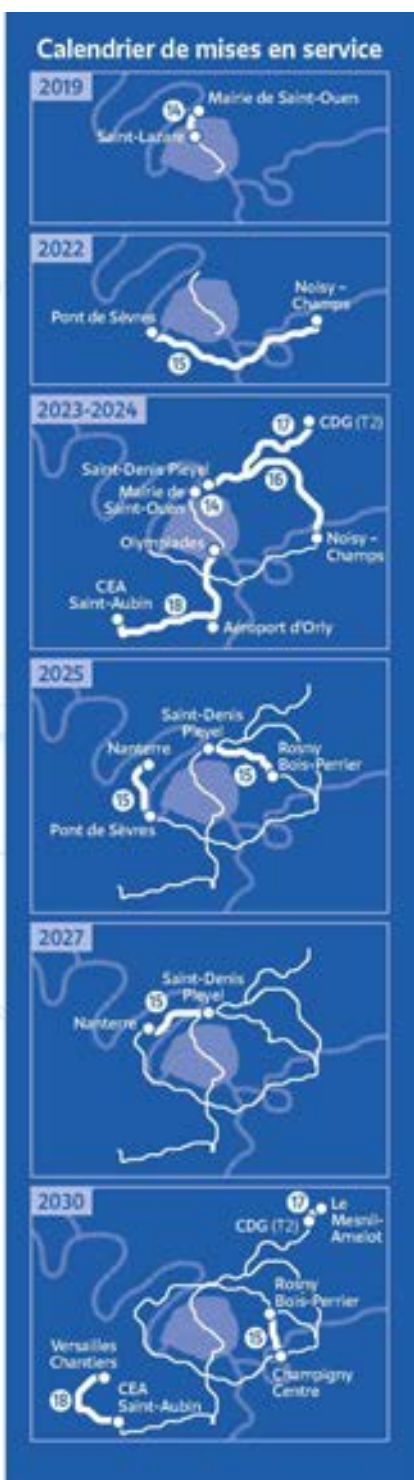 Calendrier de mises en service
2019
14
Mairie de Saint-Ouen
Saint-Lazare
2022
Pont de Sèvres
Noisy –
Champs
15
2023-2024
17
CDG (T2)
Saint-Denis Pleyel
16
Mairie de
Saint-Ouen
14
Olympiades
Noisy –
Champs
CEA
Saint-Aubin
18
Aéroport d'Orly
2025
Saint-Denis
Pleyel
Nanterre
Rosny
Bois-Perrier
15
15
Pont de Sèvres
2027
Saint-Denis
Pleyel
15
Nanterre
2030
17
Le
Mesnil-
Amelot
CDG (T2)
Rosny
Bois-Perrier
15
Champigny
Centre
Versailles
Chantiers
18
CEA
Saint-Aubin